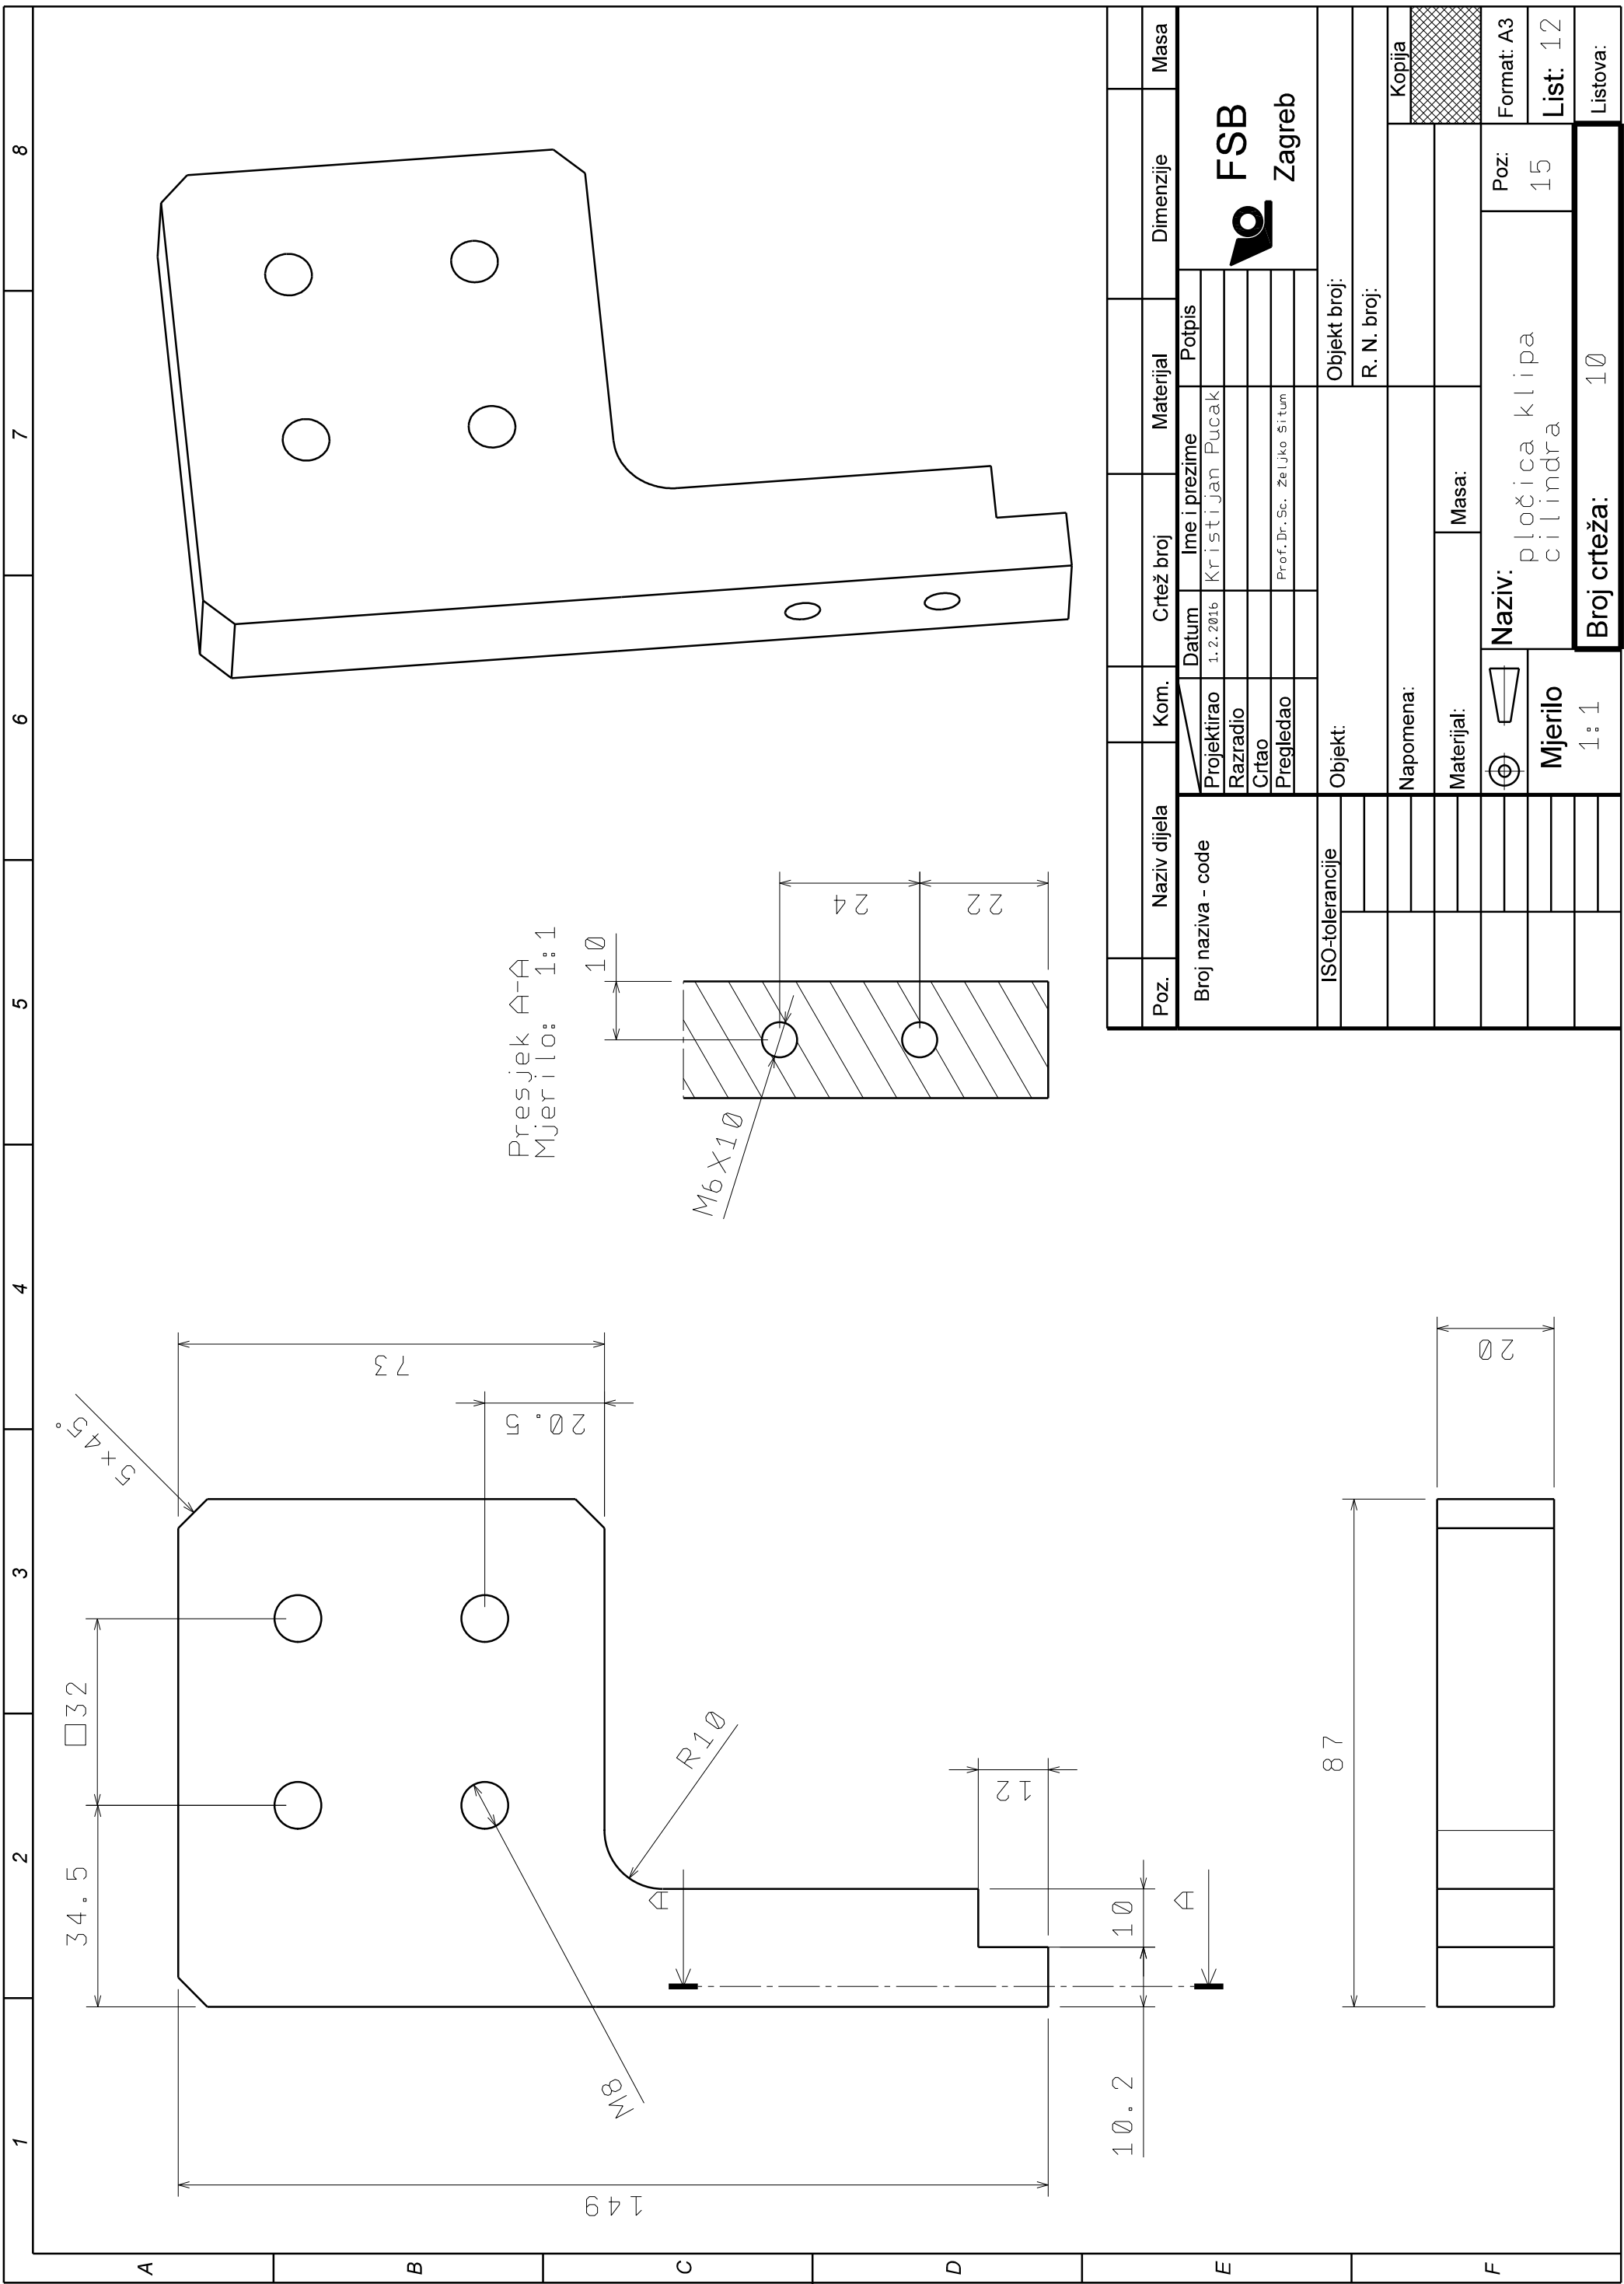 1 2 3 4 5 6 7 8
A
B
C
D
E
F
34.5
□32
5x45°
73
20.5
M8
R10
149
12
10
10.2
A
A
87
20
Presjek A-A
Mjerilo: 1:1
10
M6X10
24
22
Poz. Naziv dijela Kom. Crtež broj Materijal Dimenzije Masa
Broj naziva - code
Datum Ime i prezime Potpis
Projektirao 1.2.2016 Kristijan Pucak
Razradio
Crtao
Pregledao Prof.Dr.Sc. Željko Šitum
FSB
Zagreb
ISO-tolerancije
Objekt: Objekt broj:
R. N. broj:
Napomena: Kopija
Materijal: Masa:
Naziv: Poz: Format: A3
pločica klipa
cilindra
15
List: 12
Mjerilo
1:1
Broj crteža: 10
Listova: